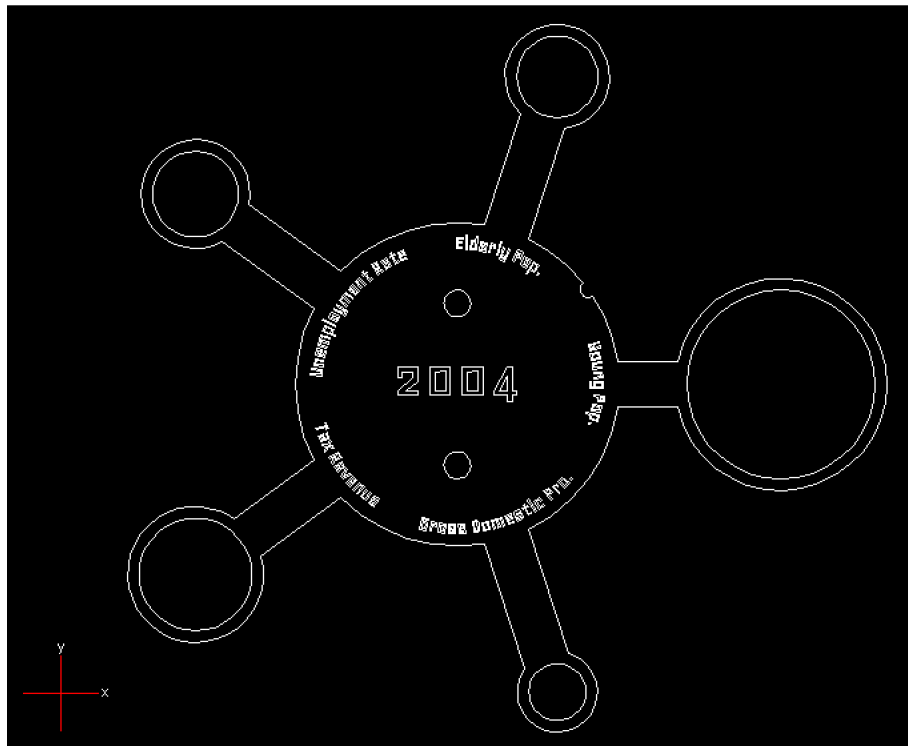 Elderly Pop.
Unemployment Rate
Young Pop.
2004
Tax Revenue
Gross Domestic Pro.
y
x